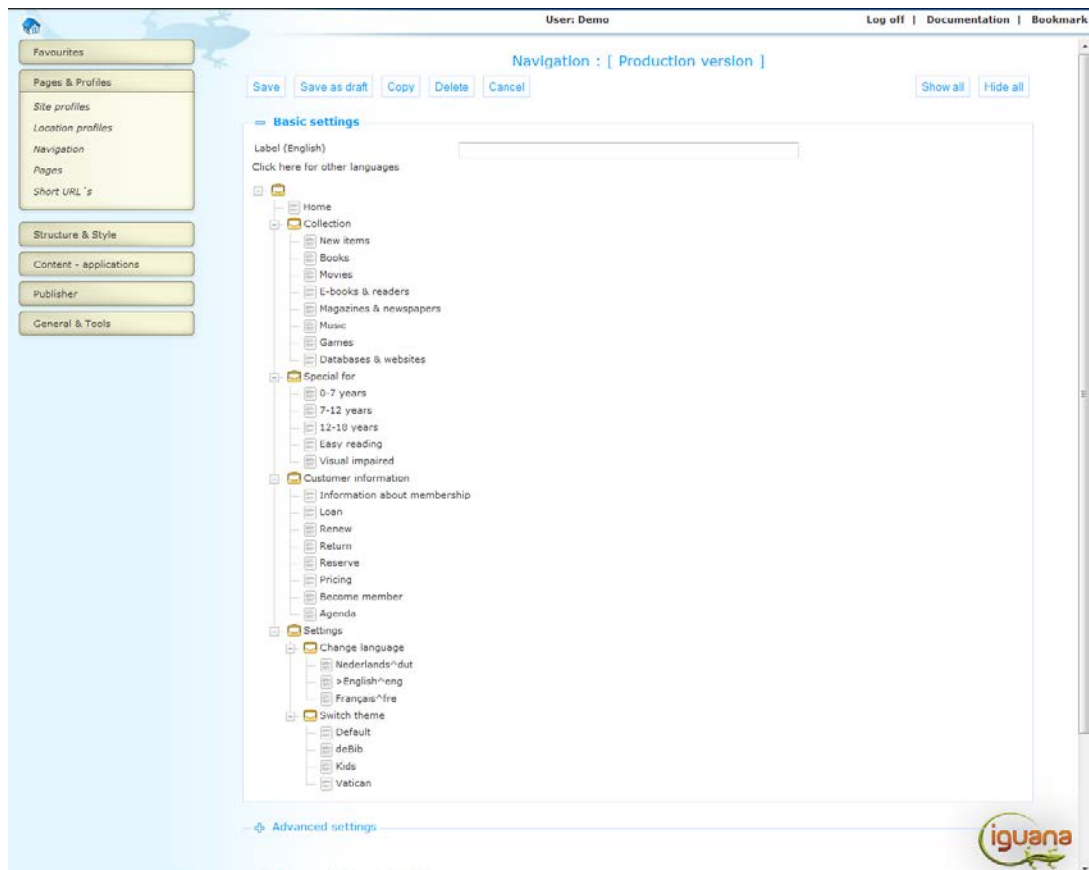 User: Demo
Log off | Documentation | Bookmark
Favourites
Pages & Profiles
Site profiles
Location profiles
Navigation
Pages
Short URL´s
Structure & Style
Content - applications
Publisher
General & Tools
Navigation : [ Production version ]
Save Save as draft Copy Delete Cancel Show all Hide all
Basic settings
Label (English)
Click here for other languages
Home
Collection
New items
Books
Movies
E-books & readers
Magazines & newspapers
Music
Games
Databases & websites
Special for
0-7 years
7-12 years
12-18 years
Easy reading
Visual impaired
Customer information
Information about membership
Loan
Renew
Return
Reserve
Pricing
Become member
Agenda
Settings
Change language
Nederlands^dut
>English^eng
Français^fre
Switch theme
Default
deBib
Kids
Vatican
Advanced settings
iguana